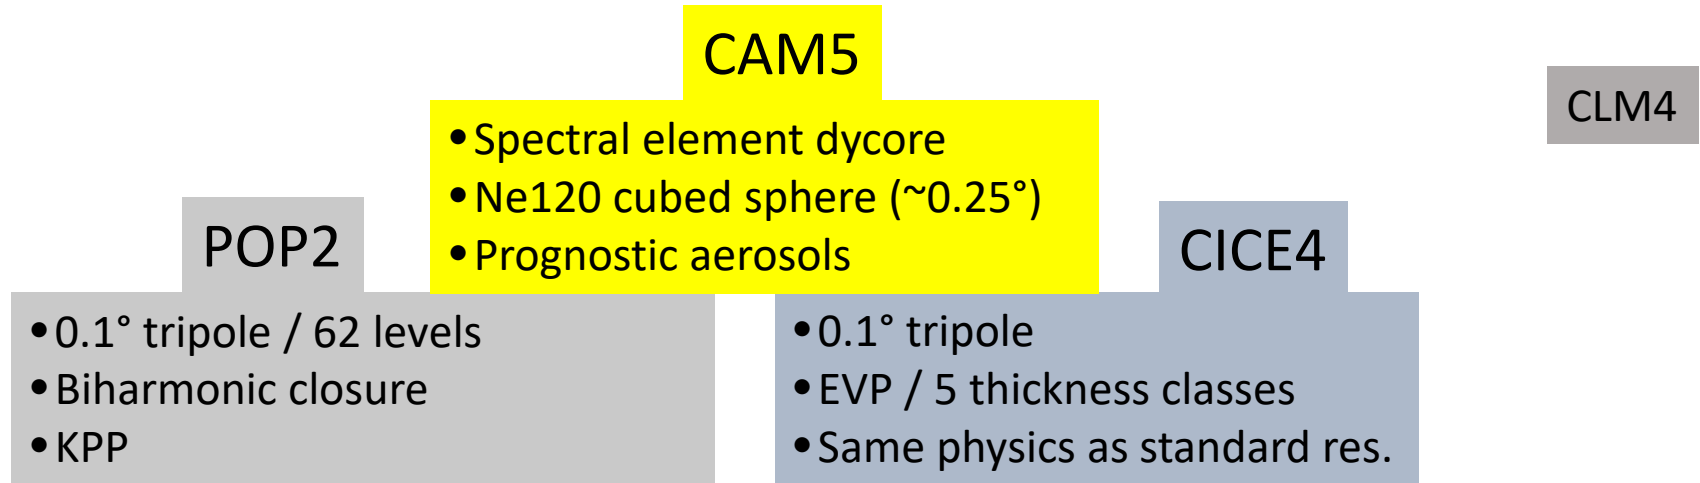 CAM5
• Spectral element dycore
• Ne120 cubed sphere (~0.25°)
• Prognostic aerosols
CLM4
POP2
• 0.1° tripole / 62 levels
• Biharmonic closure
• KPP
CICE4
• 0.1° tripole
• EVP / 5 thickness classes
• Same physics as standard res.